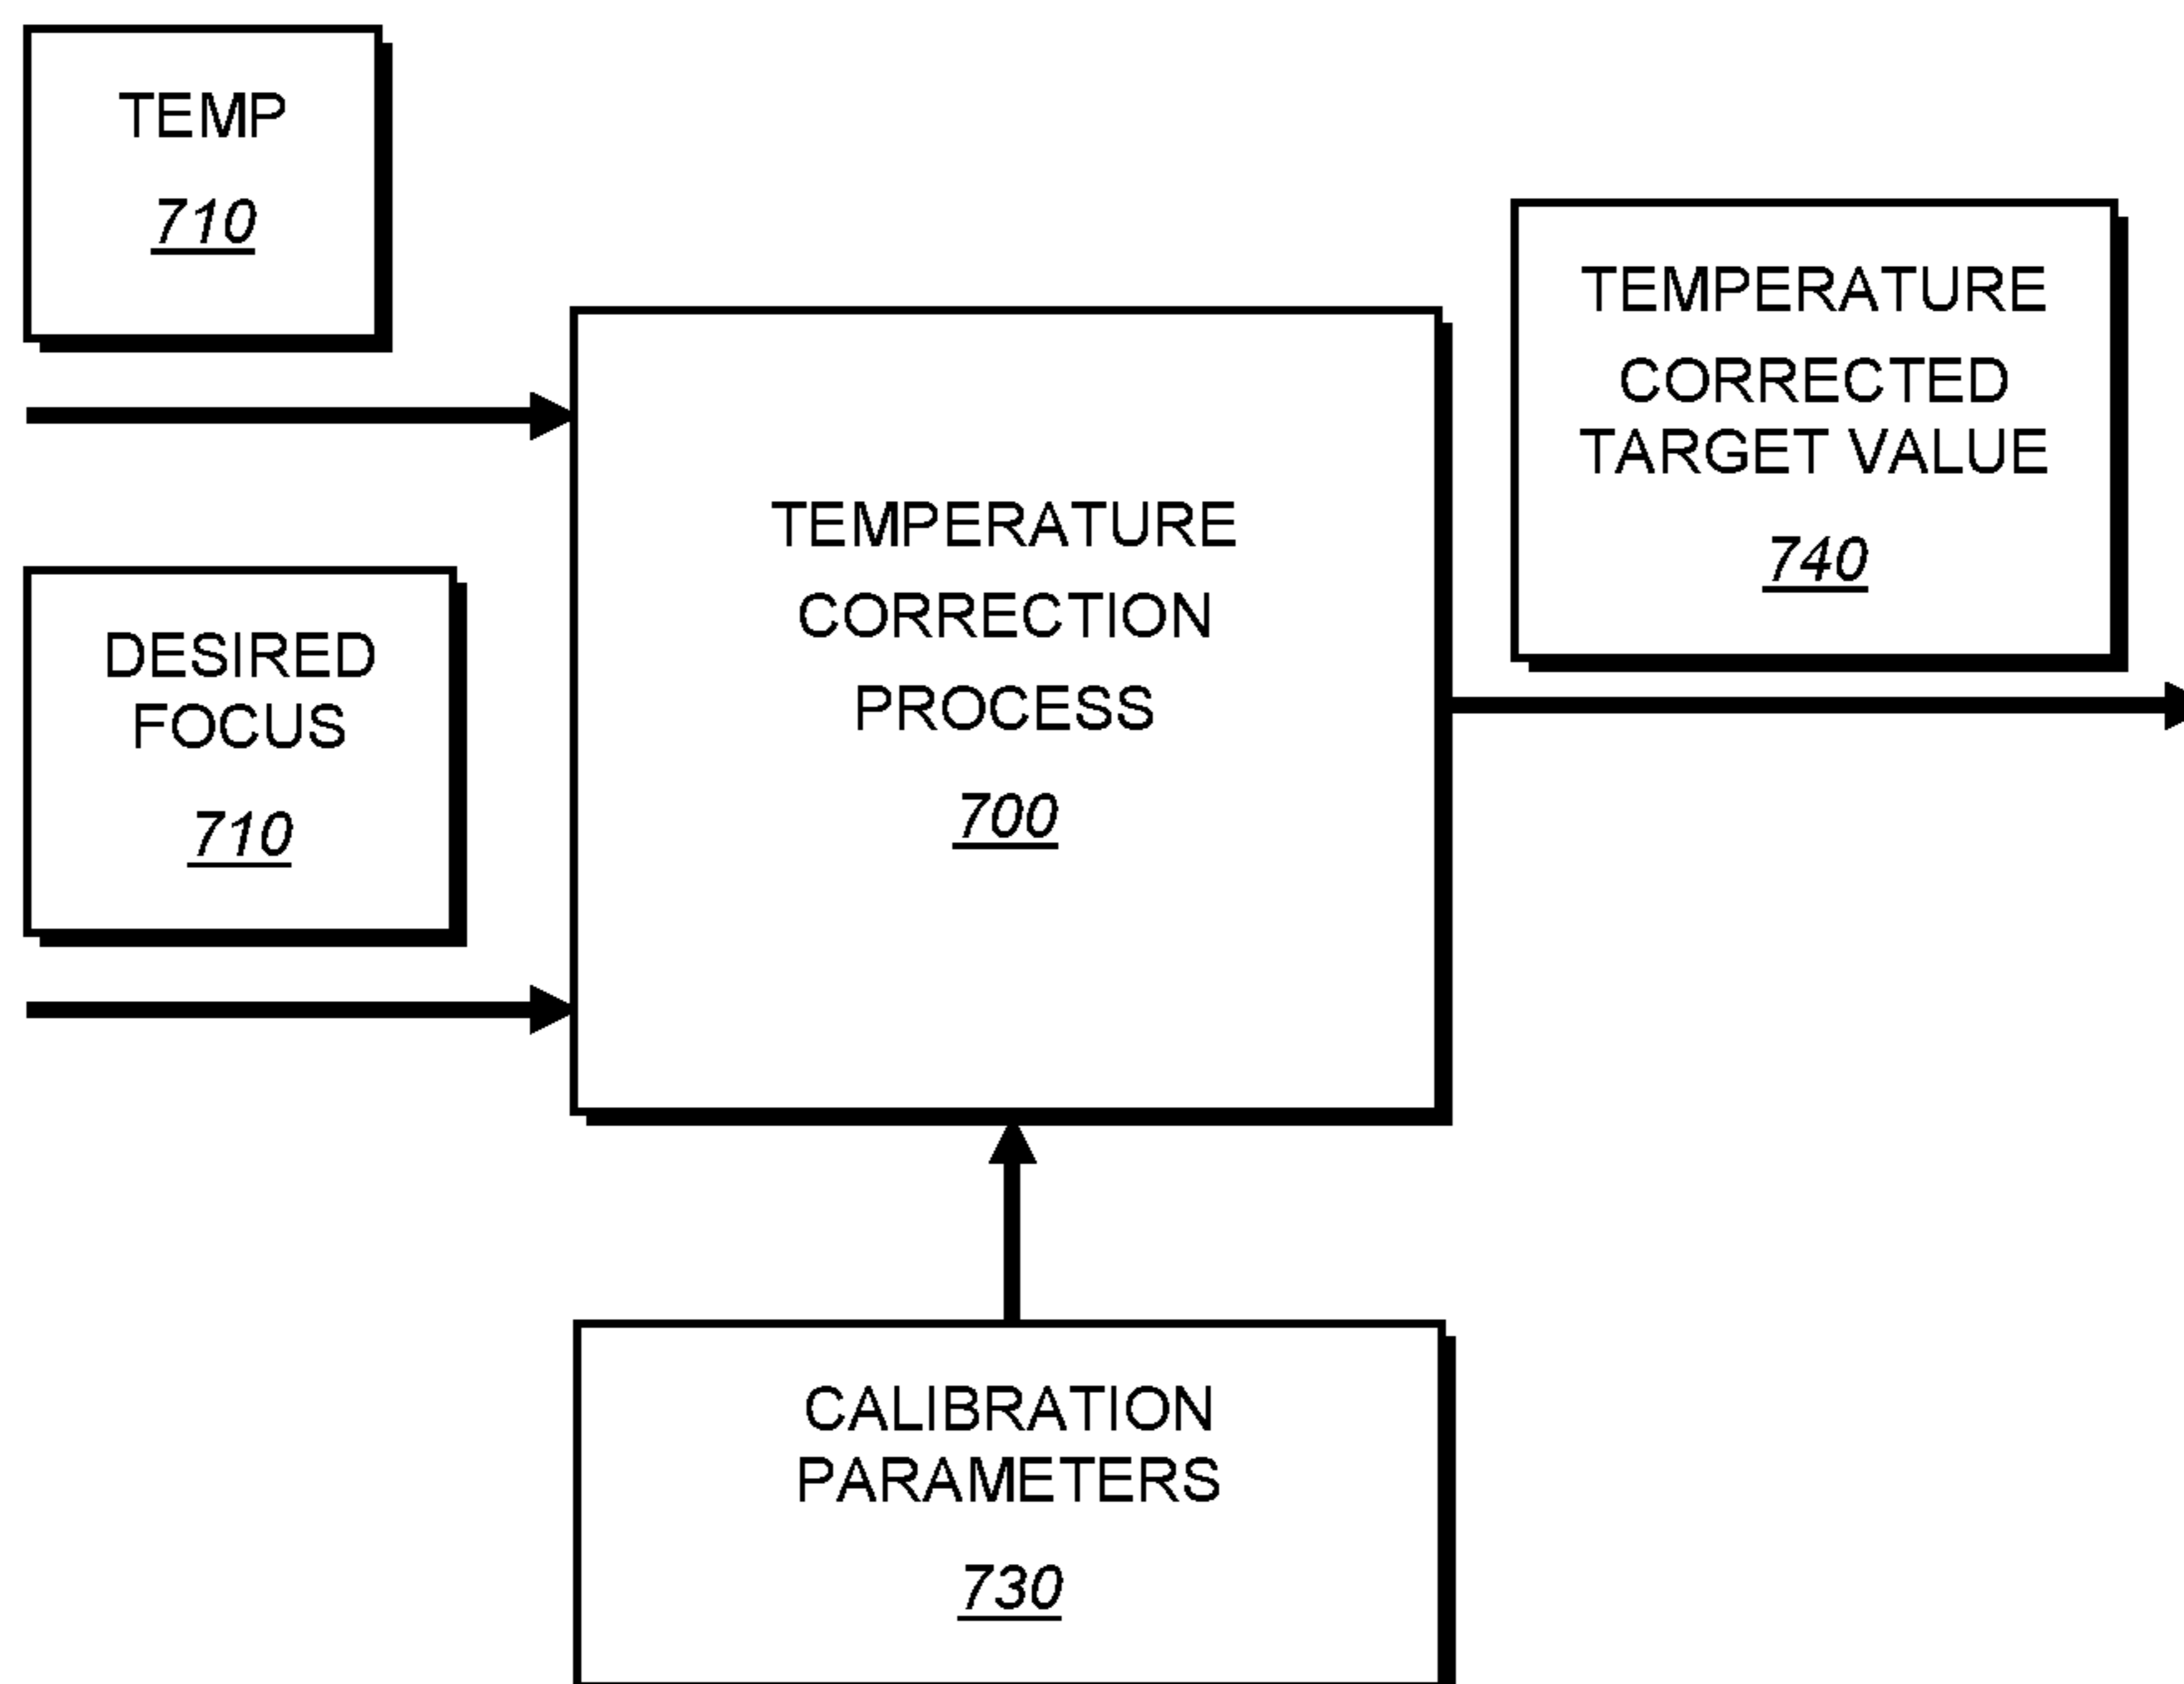 TEMP
710
DESIRED
FOCUS
710
TEMPERATURE
CORRECTION
PROCESS
700
TEMPERATURE
CORRECTED
TARGET VALUE
740
CALIBRATION
PARAMETERS
730